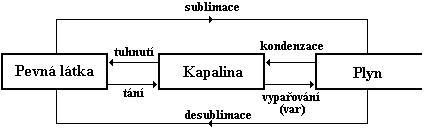 sublimace
tuhnutí
kondenzace
Pevná látka
Kapalina
Plyn
tání
vypařování
(var)
desublimace